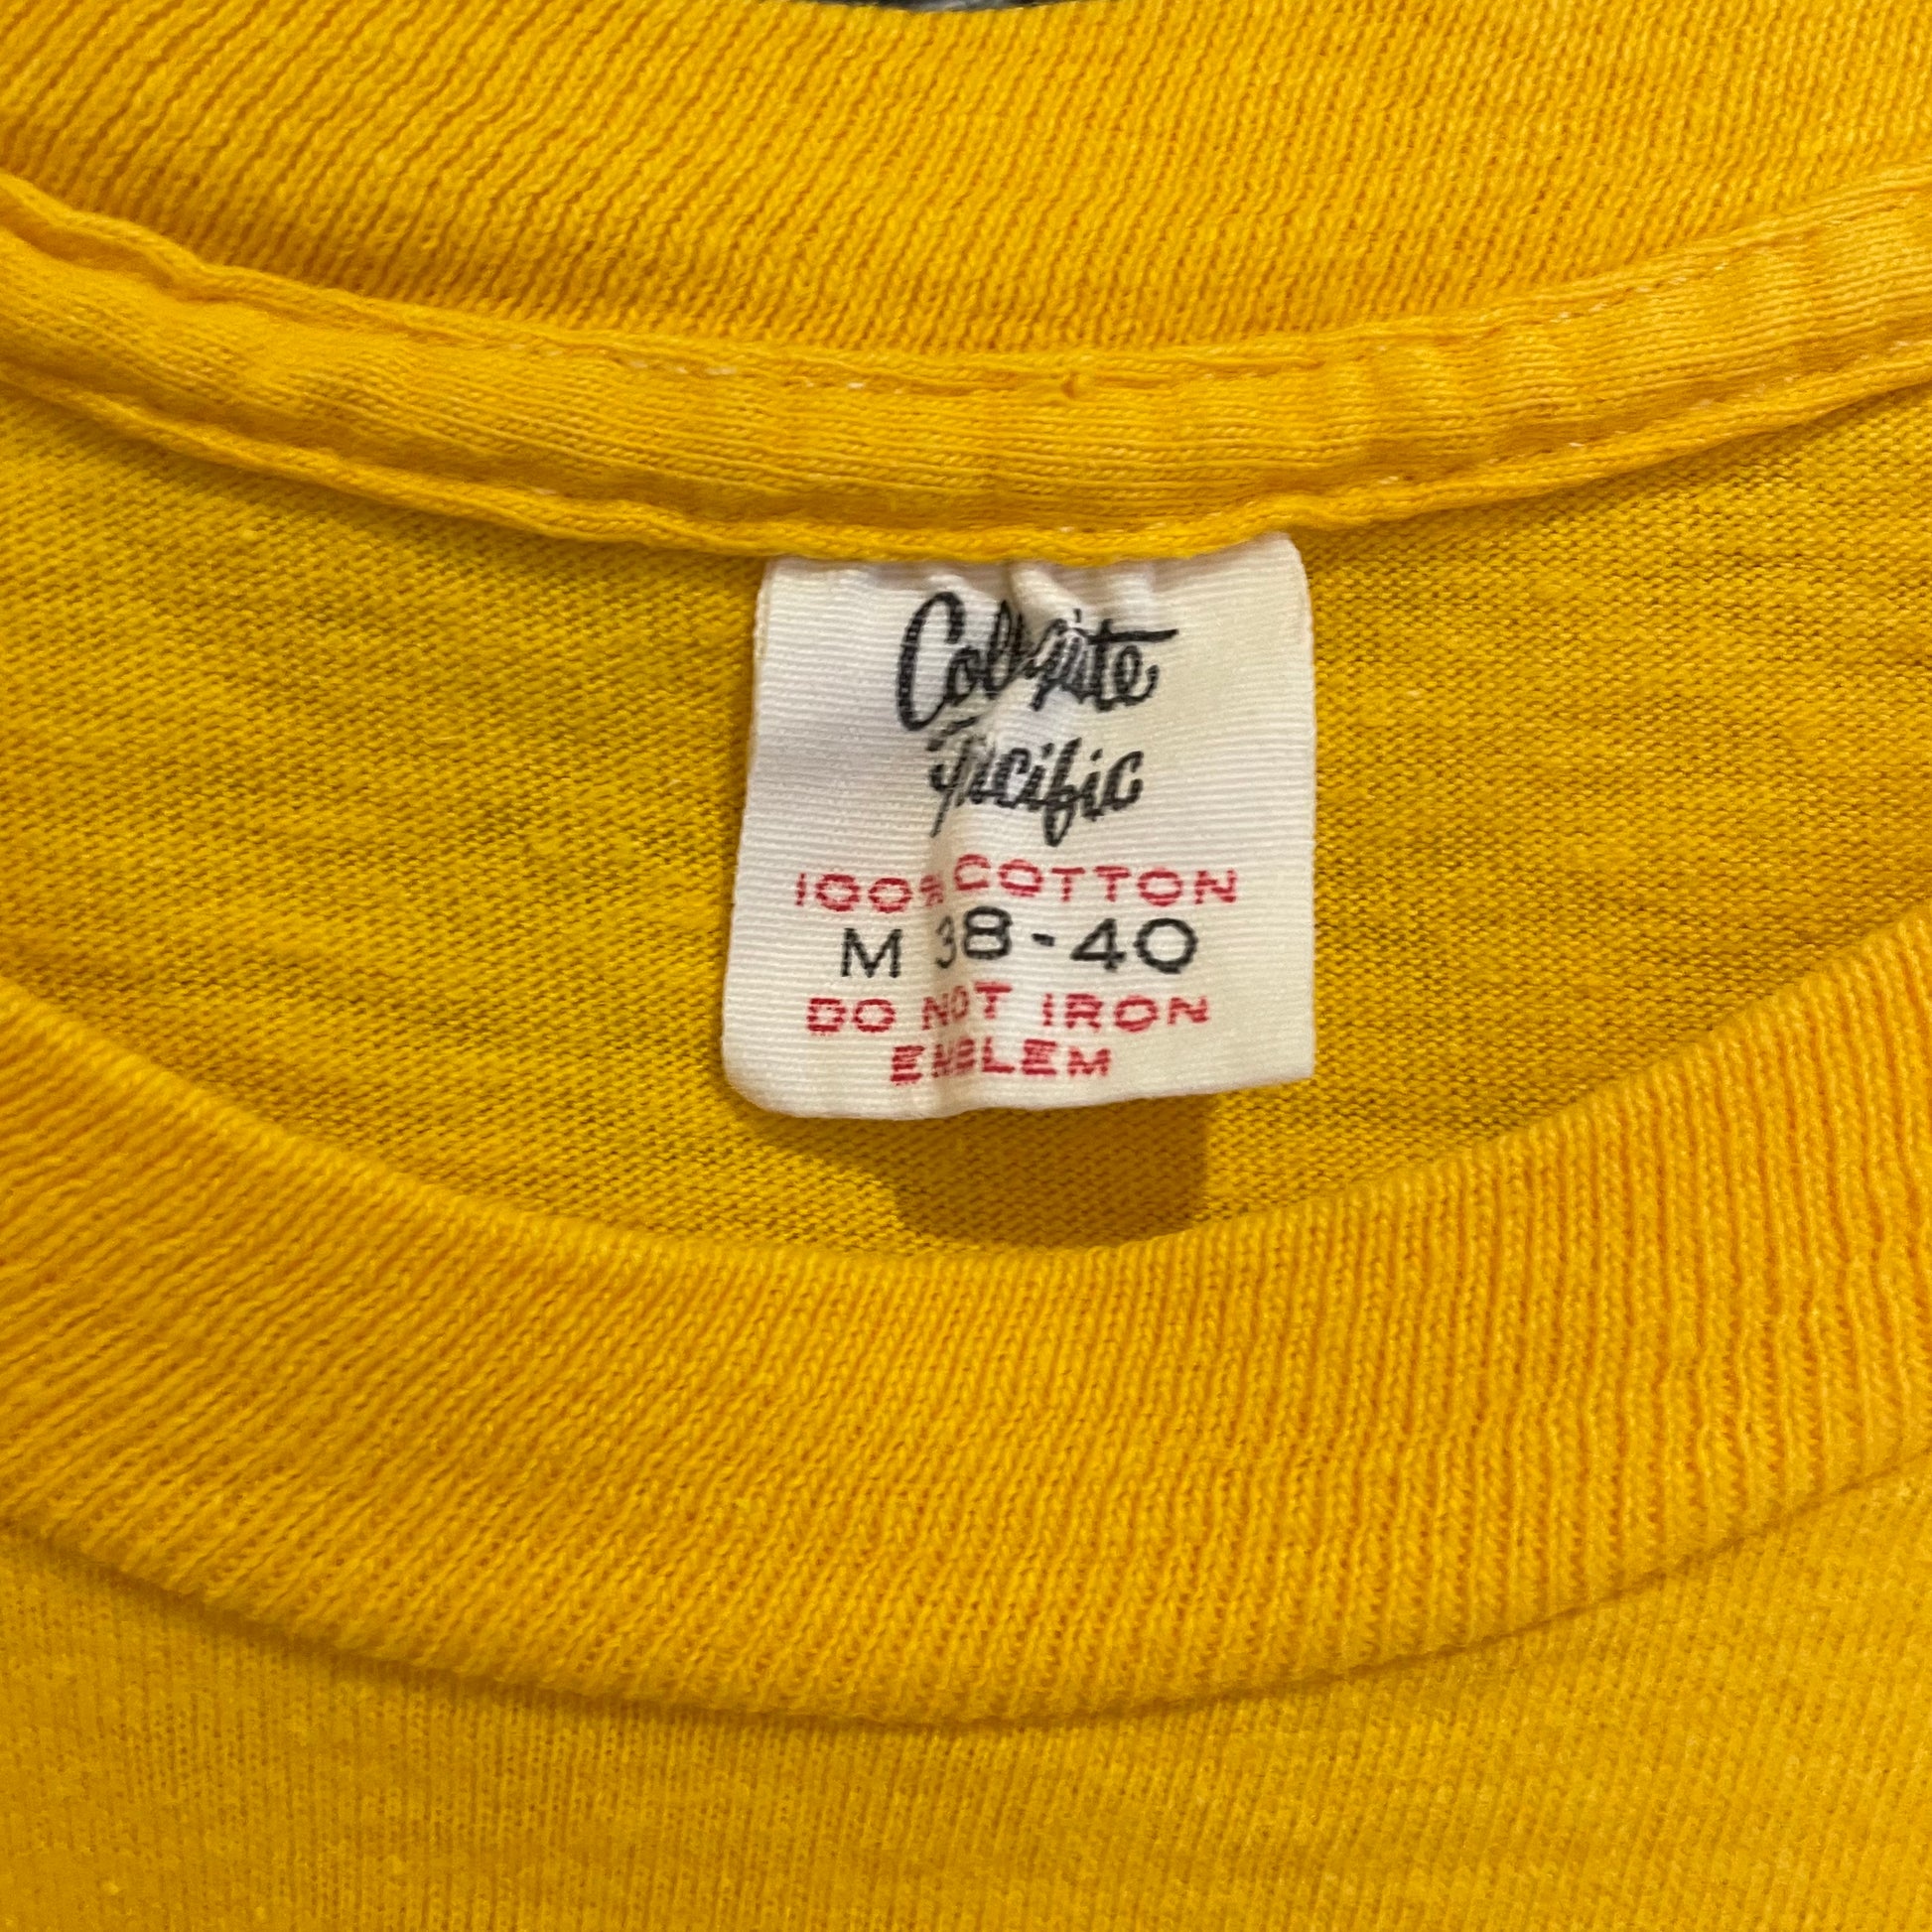 Collegiate
Pacific
100% COTTON
M 38-40
DO NOT IRON
EMBLEM